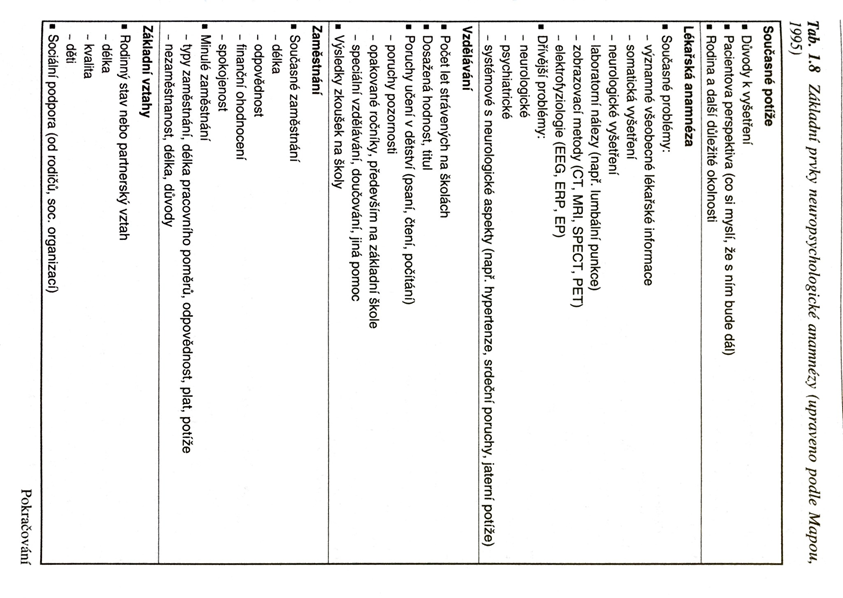 Tab. 1.8 Základní prvky neuropsychologické anamnézy (upraveno podle Mapou,
1995)
Současné potíže
▪ Důvody k vyšetření
▪ Pacientova perspektiva (co si myslí, že s ním bude dál)
▪ Rodina a další důležité okolnosti
Lékařská anamnéza
▪ Současné problémy:
– významné všeobecné lékařské informace
– somatická vyšetření
– neurologické vyšetření
– laboratorní nálezy (např. lumbální punkce)
– zobrazovací metody (CT, MRI, SPECT, PET)
– elektrofyziologie (EEG, ERP, EP)
▪ Dřívější problémy:
– neurologické
– psychiatrické
– systémové s neurologické aspekty (např. hypertenze, srdeční poruchy, jaterní potíže)
Vzdělávání
▪ Počet let strávených na školách
▪ Dosažená hodnost, titul
▪ Poruchy učení v dětství (psaní, čtení, počítání)
– poruchy pozornosti
– opakované ročníky, především na základní škole
– speciální vzdělávání, doučování, jiná pomoc
▪ Výsledky zkoušek na školy
Zaměstnání
▪ Současné zaměstnání
– délka
– odpovědnost
– finanční ohodnocení
– spokojenost
▪ Minulé zaměstnání
– typy zaměstnání, délka pracovního poměrů, odpovědnost, plat, potíže
– nezaměstnanost, délka, důvody
Základní vztahy
▪ Rodinný stav nebo partnerský vztah
– délka
– kvalita
– děti
▪ Sociální podpora (od rodičů, soc. organizací)
Pokračování